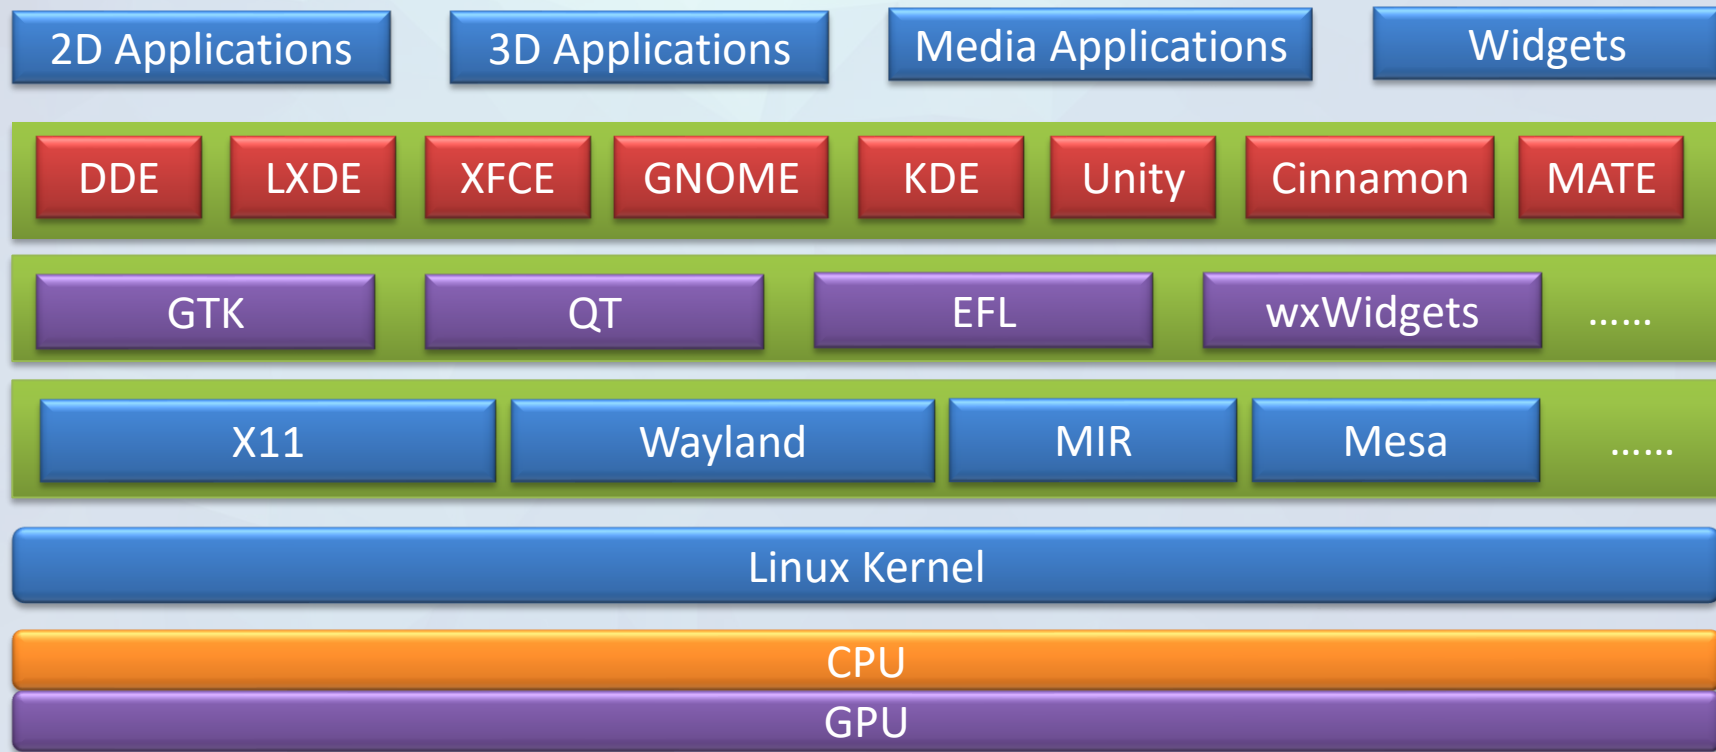 2D Applications 3D Applications Media Applications Widgets
DDE LXDE XFCE GNOME KDE Unity Cinnamon MATE
GTK QT EFL wxWidgets ……
X11 Wayland MIR Mesa ……
Linux Kernel
CPU
GPU